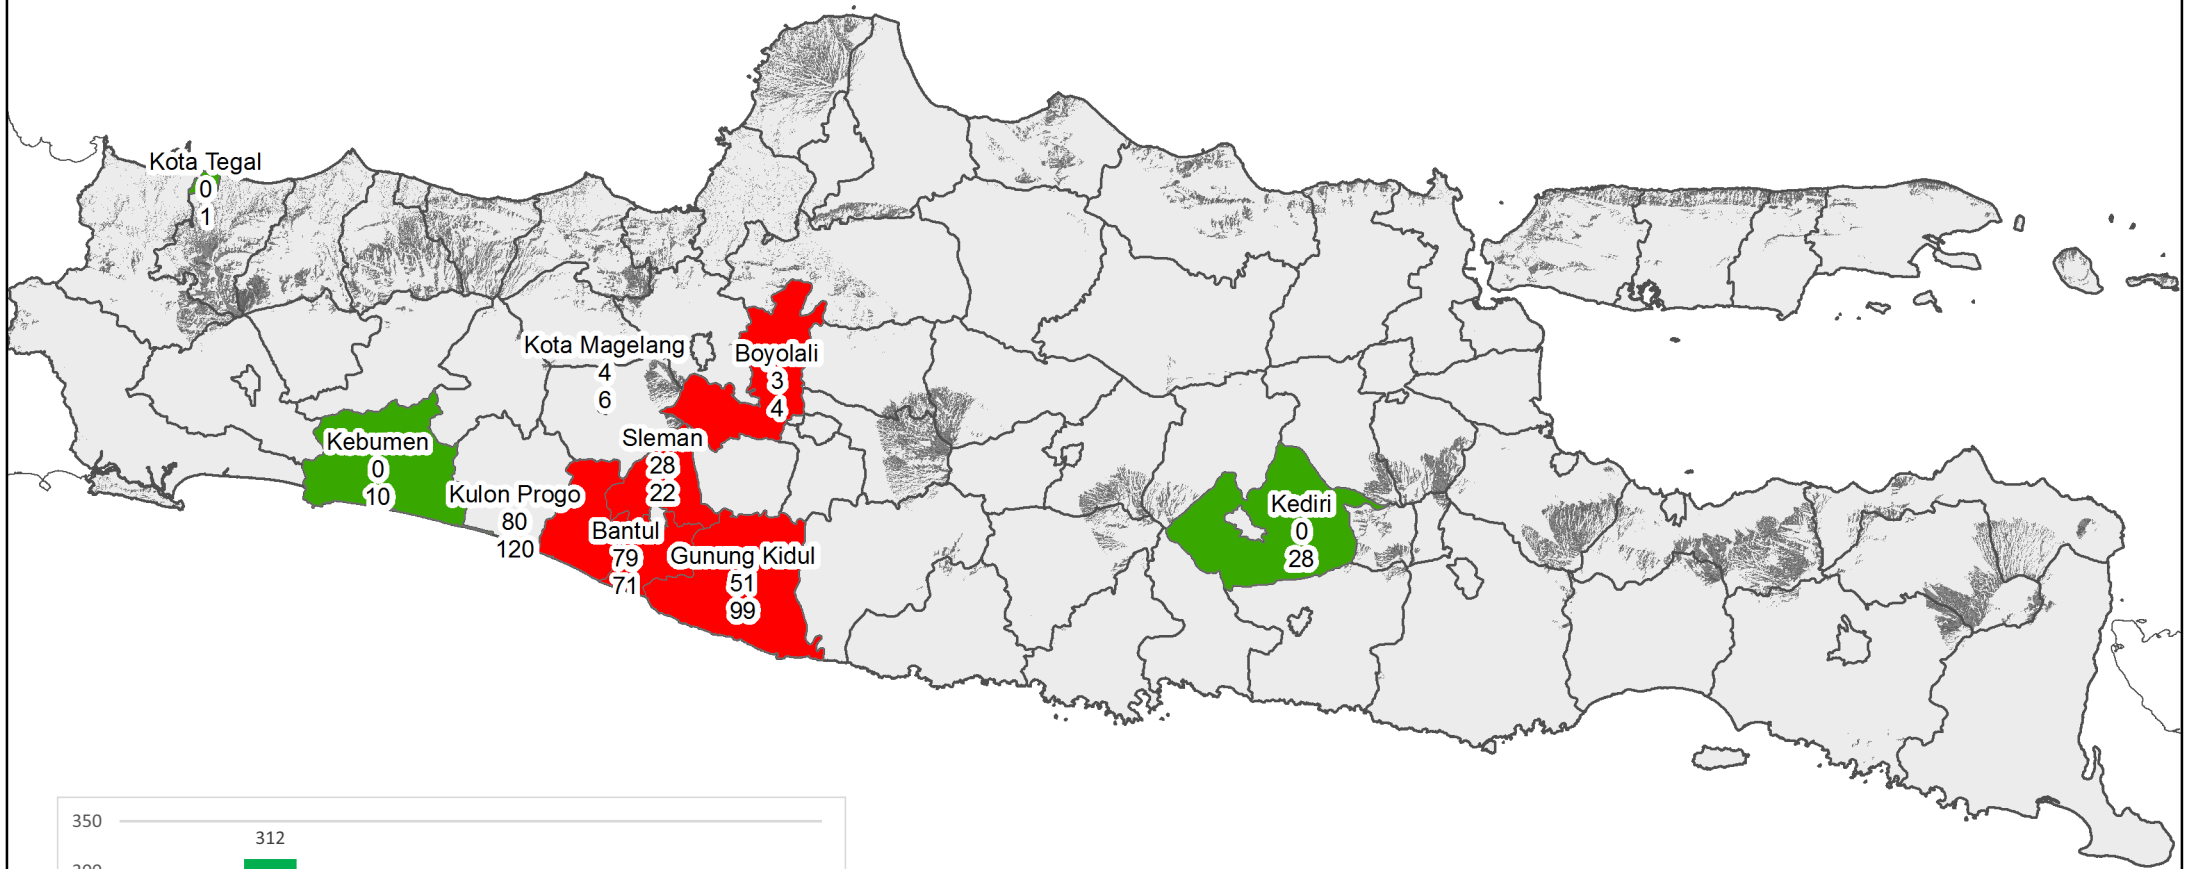 Kota Tegal
0
1
Kota Magelang
4
6
Boyolali
3
4
Kebumen
0
10
Kulon Progo
80
120
Sleman
28
22
Bantul
79
71
Gunung Kidul
51
99
Kediri
0
28
350
312